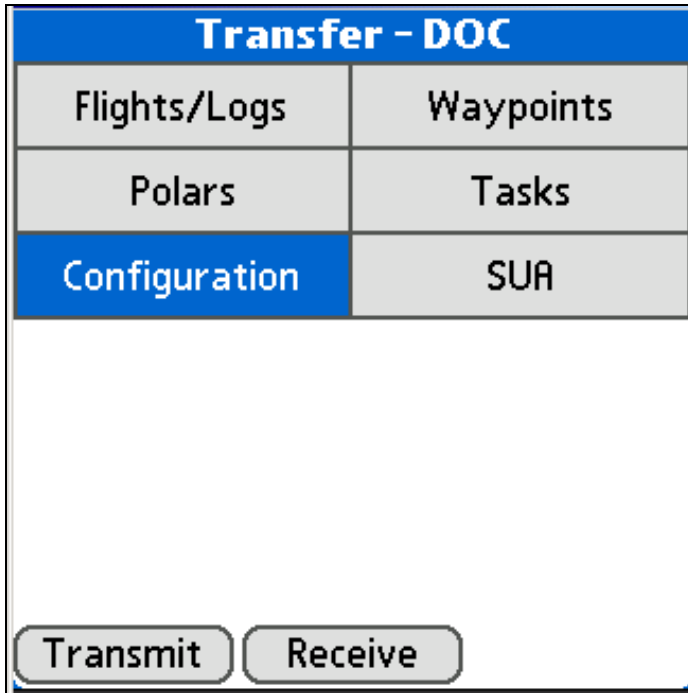 Transfer - DOC
Flights/Logs Waypoints
Polars Tasks
Configuration SUA
Transmit Receive